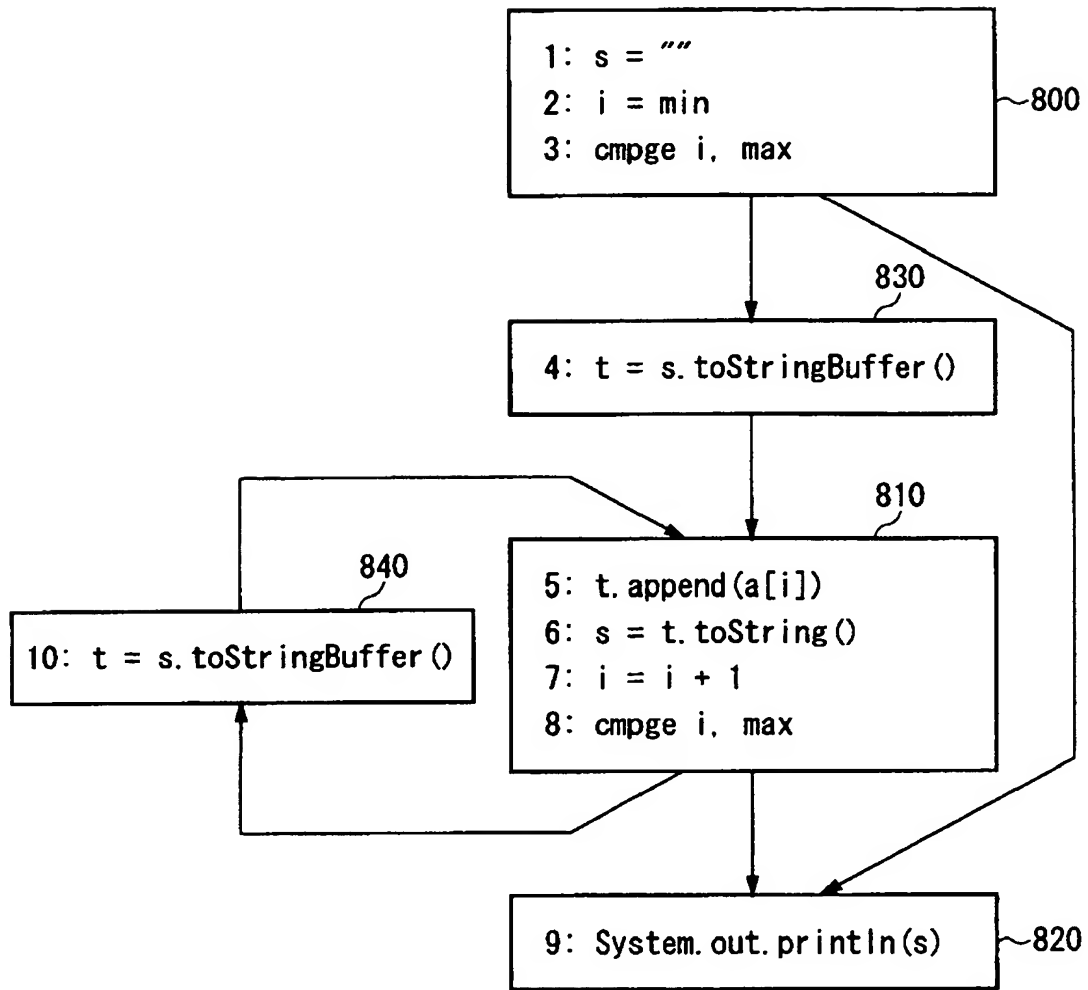 1: s = ""
2: i = min
3: cmpge i, max
800
830
4: t = s.toStringBuffer()
810
5: t.append(a[i])
6: s = t.toString()
7: i = i + 1
8: cmpge i, max
840
10: t = s.toStringBuffer()
9: System.out.println(s)
820